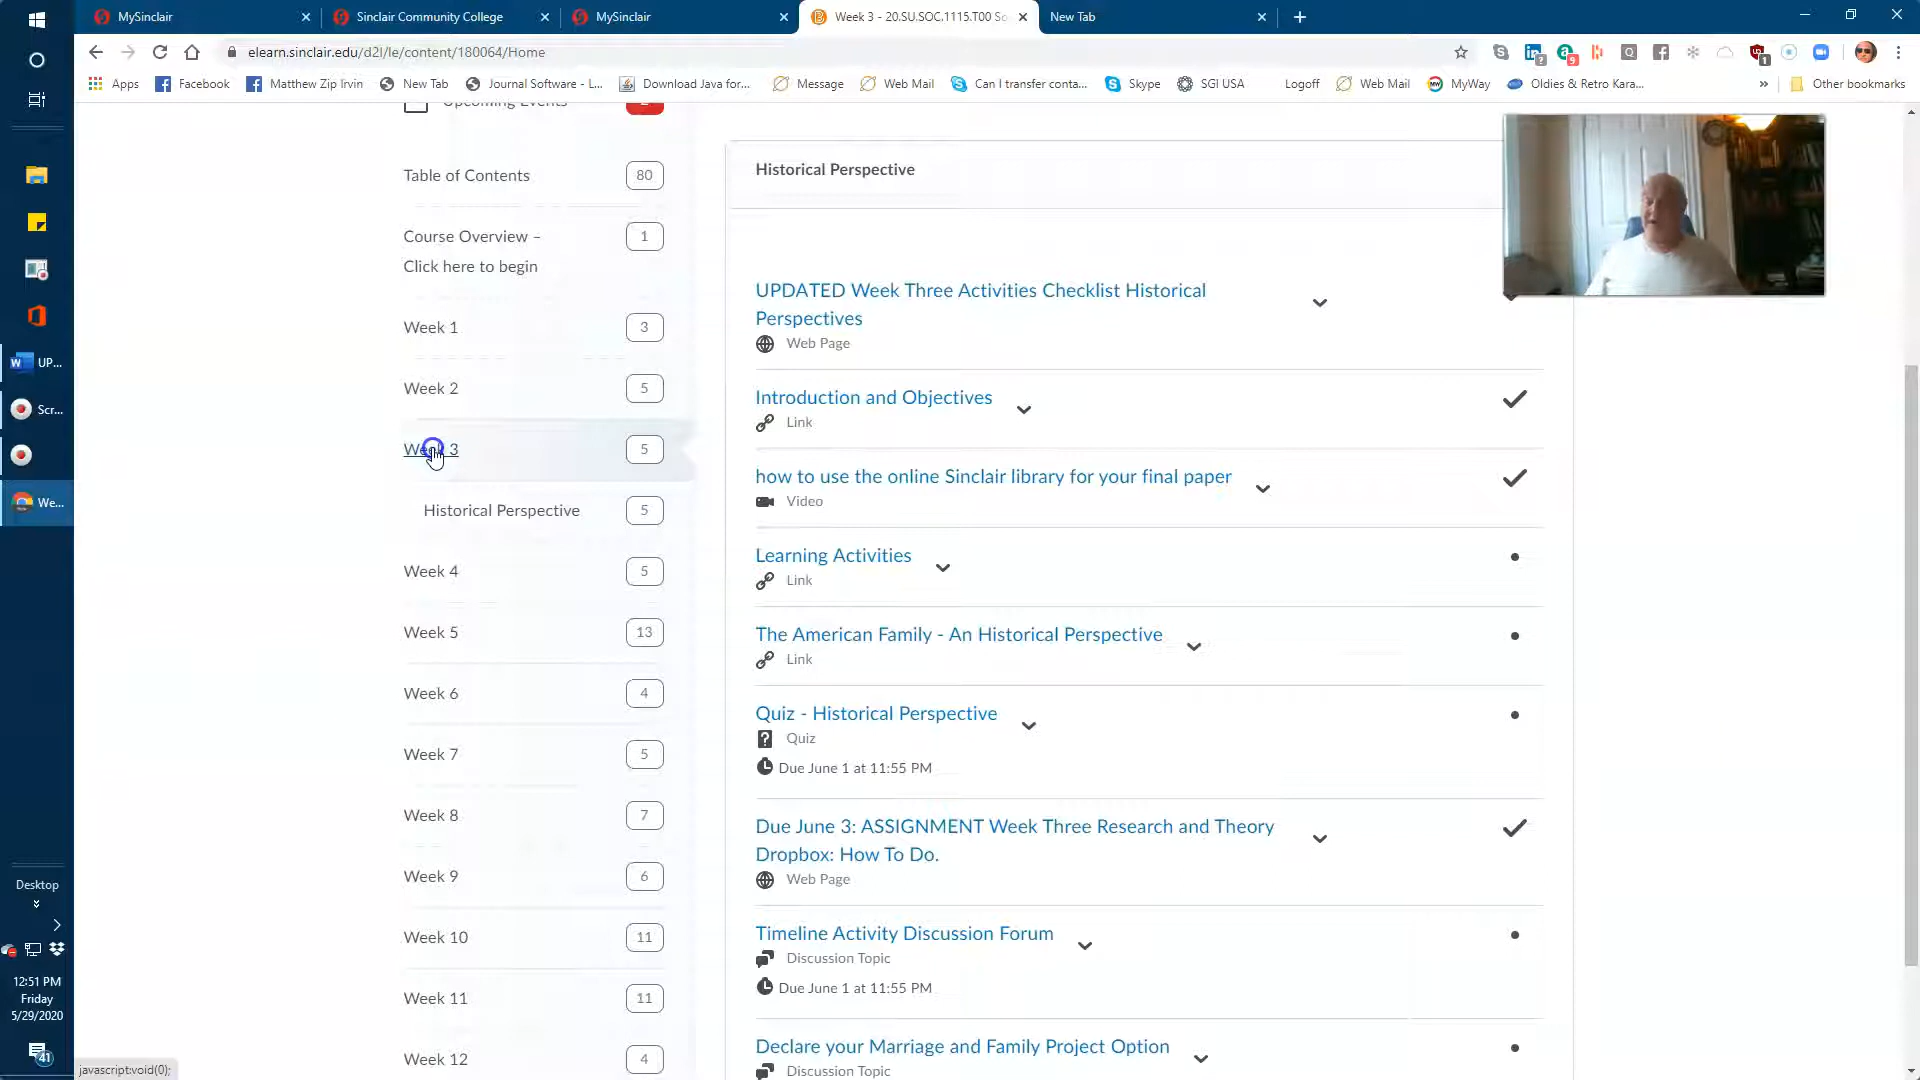 MySinclair
Sinclair Community College
MySinclair
Week 3 - 20.SU.SOC.1115.T00 So
New Tab
elearn.sinclair.edu/d2l/le/content/180064/Home
Apps
Facebook
Matthew Zip Irvin
New Tab
Journal Software - L...
Download Java for...
Message
Web Mail
Can I transfer conta...
Skype
SGI USA
Logoff
Web Mail
MyWay
Oldies & Retro Kara...
»
Other bookmarks
Upcoming Events
Table of Contents 80
Course Overview – 1
Click here to begin
Week 1 3
Week 2 5
Week 3 5
Historical Perspective 5
Week 4 5
Week 5 13
Week 6 4
Week 7 5
Week 8 7
Week 9 6
Week 10 11
Week 11 11
Week 12 4
Historical Perspective
UPDATED Week Three Activities Checklist Historical
Perspectives
Web Page
Introduction and Objectives
Link
how to use the online Sinclair library for your final paper
Video
Learning Activities
Link
The American Family - An Historical Perspective
Link
Quiz - Historical Perspective
Quiz
Due June 1 at 11:55 PM
Due June 3: ASSIGNMENT Week Three Research and Theory
Dropbox: How To Do.
Web Page
Timeline Activity Discussion Forum
Discussion Topic
Due June 1 at 11:55 PM
Declare your Marriage and Family Project Option
Discussion Topic
UP...
Scr...
We...
Desktop
12:51 PM
Friday
5/29/2020
41
javascript:void(0);